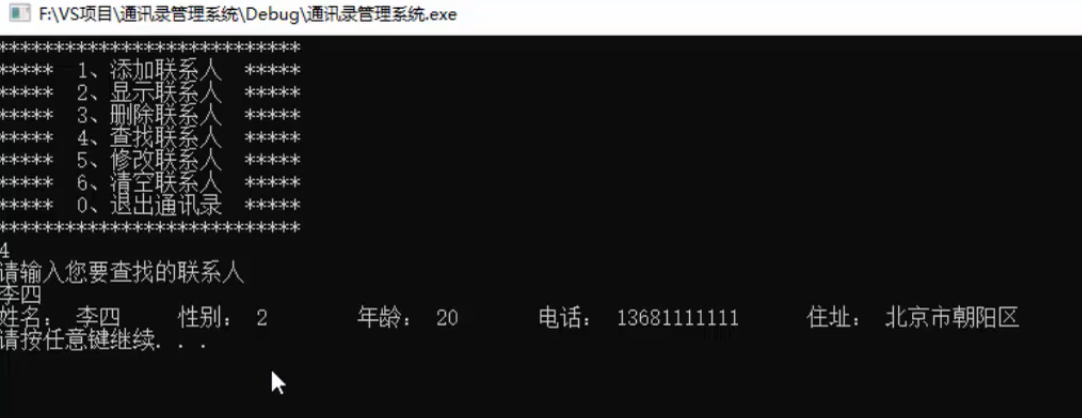 F:\VS项目\通讯录管理系统\Debug\通讯录管理系统.exe
***************************
***** 1、添加联系人 *****
***** 2、显示联系人 *****
***** 3、删除联系人 *****
***** 4、查找联系人 *****
***** 5、修改联系人 *****
***** 6、清空联系人 *****
***** 0、退出通讯录 *****
***************************
4
请输入您要查找的联系人
李四
姓名： 李四 性别： 2 年龄： 20 电话： 13681111111 住址： 北京市朝阳区
请按任意键继续. . .